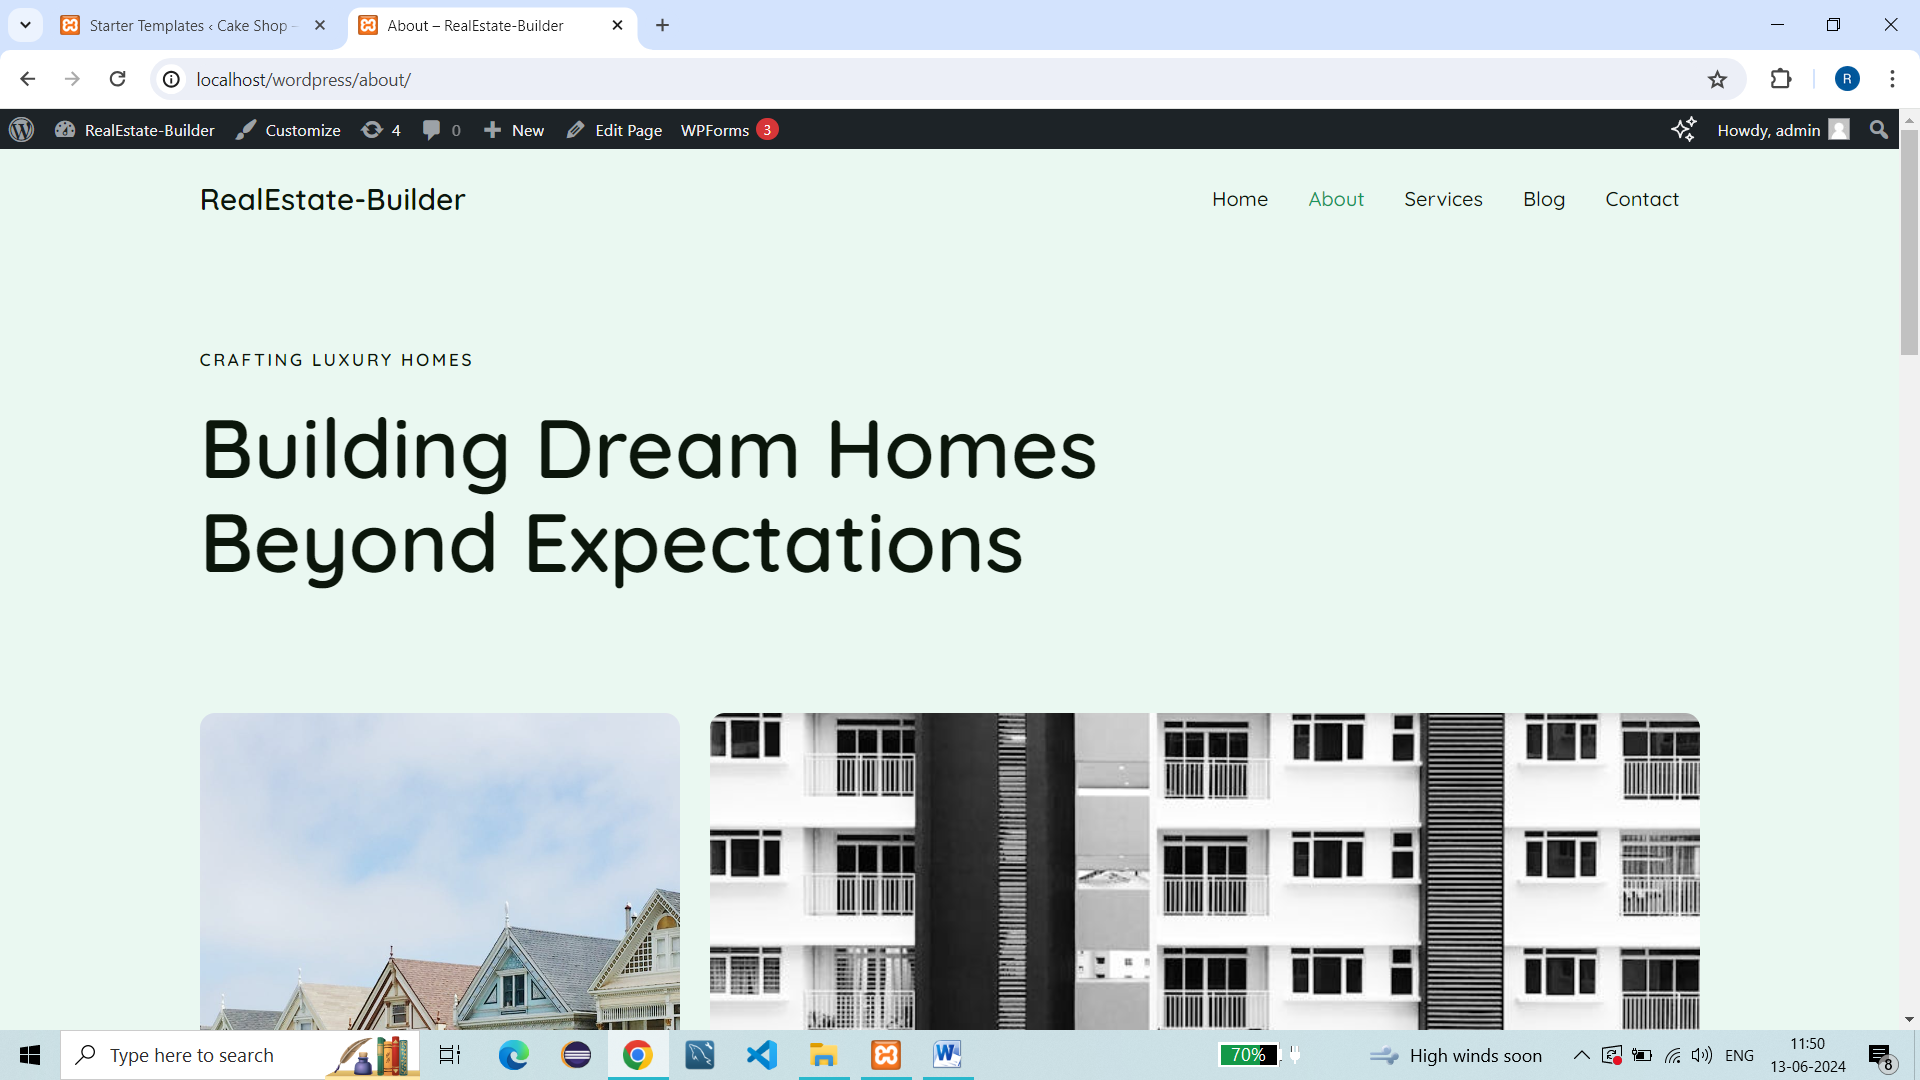 Starter Templates ‹ Cake Shop -
About – RealEstate-Builder
localhost/wordpress/about/
R
RealEstate-Builder
Customize
4
0
New
Edit Page
WPForms 3
Howdy, admin
RealEstate-Builder
Home
About
Services
Blog
Contact
CRAFTING LUXURY HOMES
Building Dream Homes
Beyond Expectations
Type here to search
70%
High winds soon
ENG
11:50
13-06-2024
8